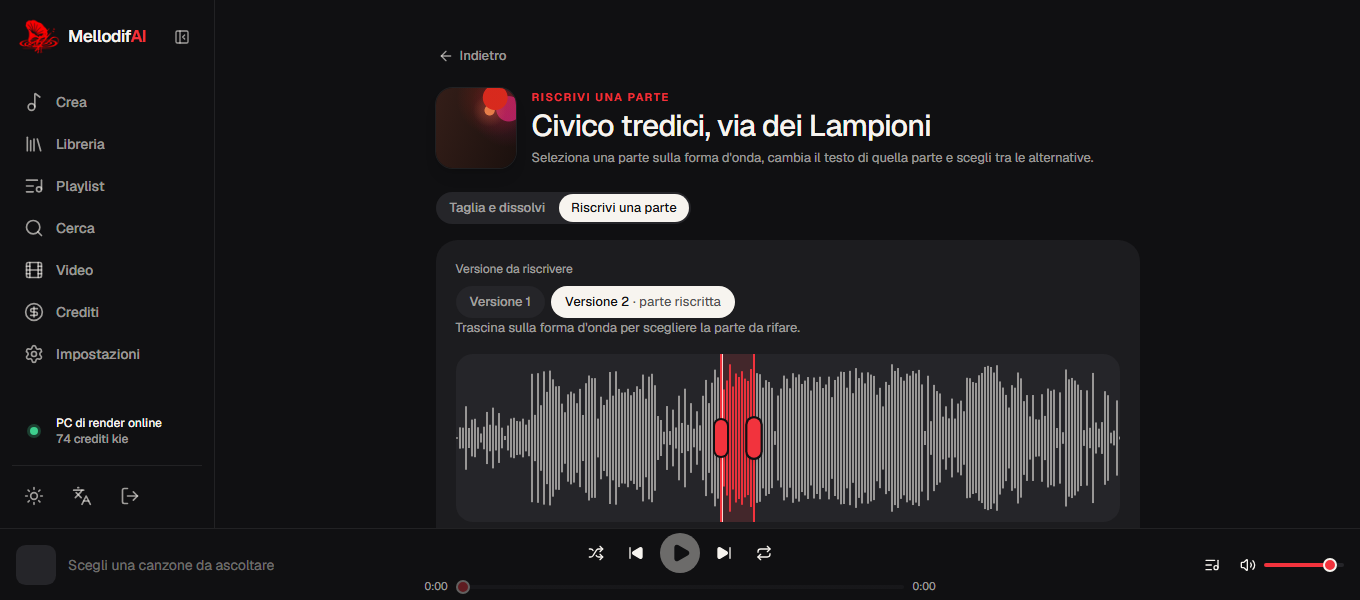 MellodifAI
Crea
Libreria
Playlist
Cerca
Video
Crediti
Impostazioni
PC di render online
74 crediti kie
Indietro
RISCRIVI UNA PARTE
Civico tredici, via dei Lampioni
Seleziona una parte sulla forma d'onda, cambia il testo di quella parte e scegli tra le alternative.
Taglia e dissolvi
Riscrivi una parte
Versione da riscrivere
Versione 1
Versione 2 · parte riscritta
Trascina sulla forma d'onda per scegliere la parte da rifare.
Scegli una canzone da ascoltare
0:00
0:00